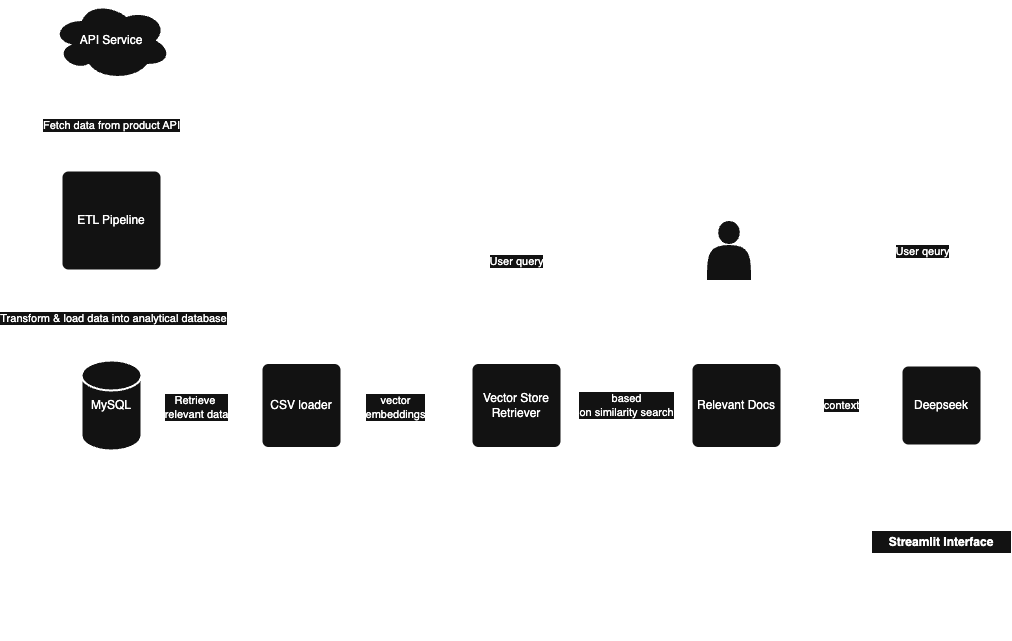 API Service
Fetch data from product API
ETL Pipeline
User query
User qeury
Transform & load data into analytical database
MySQL
Retrieve
relevant data
CSV loader
vector
embeddings
Vector Store
Retriever
based
on similarity search
Relevant Docs
context
Deepseek
Streamlit Interface